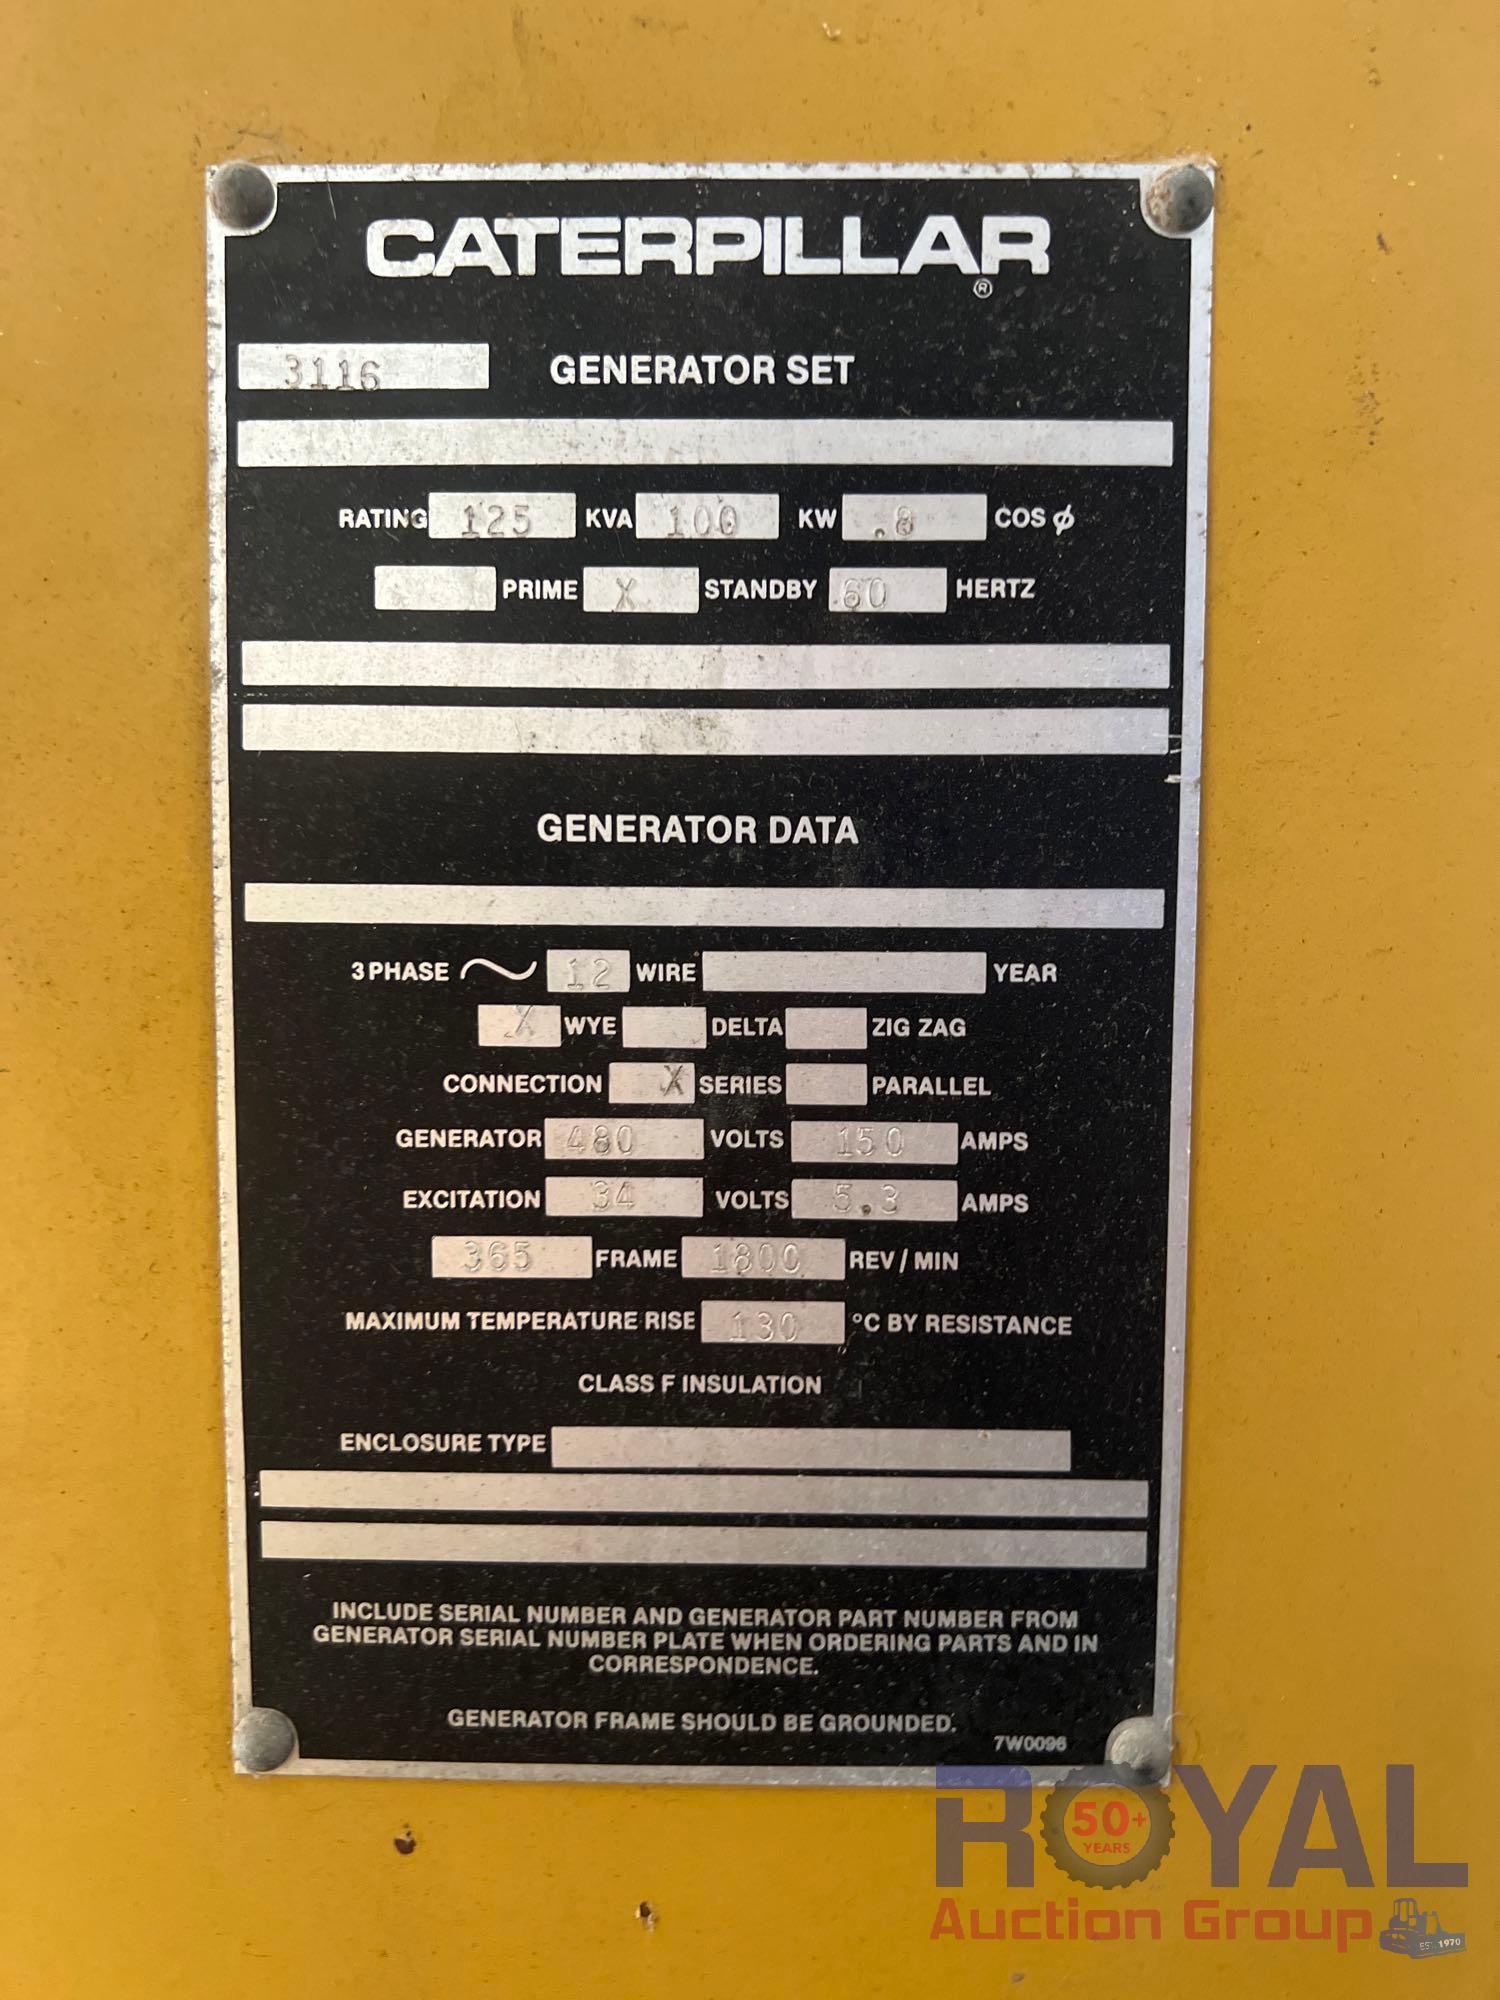 CATERPILLAR
®
3116 GENERATOR SET
RATING 125 KVA 100 KW .8 COS ϕ
PRIME X STANDBY 60 HERTZ
GENERATOR DATA
3 PHASE 12 WIRE YEAR
X WYE DELTA ZIG ZAG
CONNECTION X SERIES PARALLEL
GENERATOR 480 VOLTS 150 AMPS
EXCITATION 34 VOLTS 5.3 AMPS
365 FRAME 1800 REV / MIN
MAXIMUM TEMPERATURE RISE 130 °C BY RESISTANCE
CLASS F INSULATION
ENCLOSURE TYPE
INCLUDE SERIAL NUMBER AND GENERATOR PART NUMBER FROM
GENERATOR SERIAL NUMBER PLATE WHEN ORDERING PARTS AND IN
CORRESPONDENCE.
GENERATOR FRAME SHOULD BE GROUNDED.
7W0096
ROYAL
50+
YEARS
Auction Group
EST. 1970